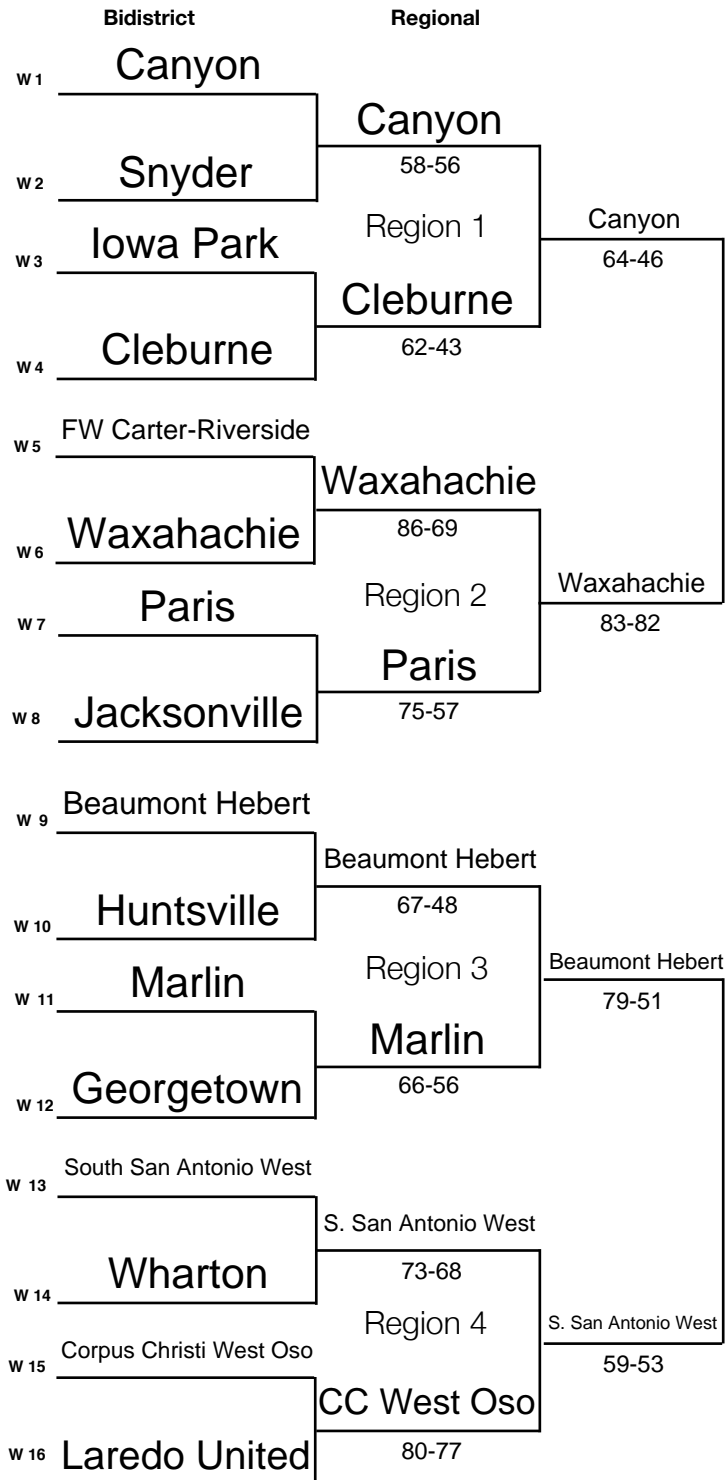 Bidistrict Regional
W 1 Canyon
Canyon
W 2 Snyder 58-56
Region 1 Canyon
W 3 Iowa Park 64-46
Cleburne
W 4 Cleburne 62-43
W 5 FW Carter-Riverside
Waxahachie
W 6 Waxahachie 86-69
Region 2 Waxahachie
W 7 Paris 83-82
Paris
W 8 Jacksonville 75-57
W 9 Beaumont Hebert
Beaumont Hebert
W 10 Huntsville 67-48
Region 3 Beaumont Hebert
W 11 Marlin 79-51
Marlin
W 12 Georgetown 66-56
W 13 South San Antonio West
S. San Antonio West
W 14 Wharton 73-68
Region 4 S. San Antonio West
W 15 Corpus Christi West Oso 59-53
CC West Oso
W 16 Laredo United 80-77